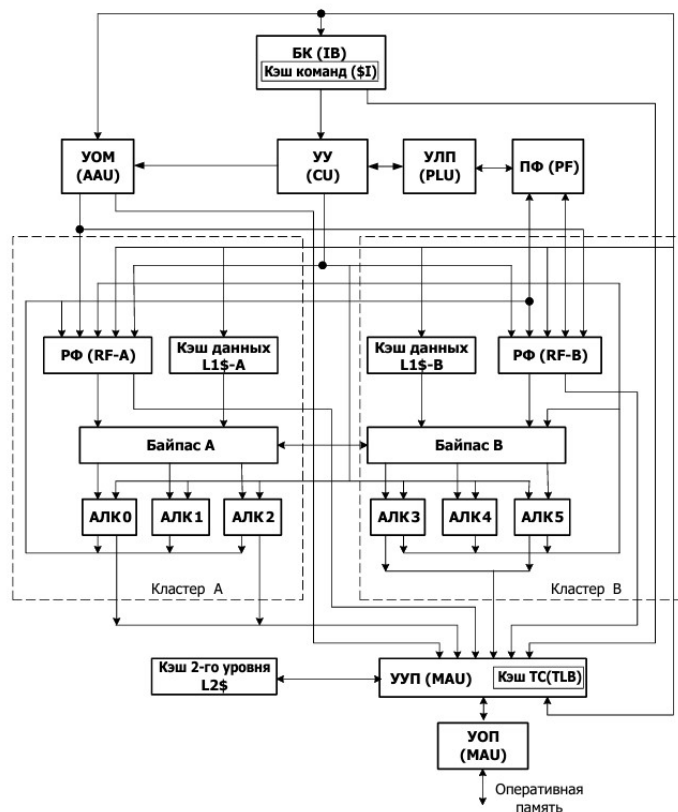 БК (IB)
Кэш команд ($I)
УОМ
(AAU)
УУ
(CU)
УЛП
(PLU)
ПФ (PF)
РФ (RF-A)
Кэш данных
L1$-A
Кэш данных
L1$-B
РФ (RF-B)
Байпас А
Байпас В
АЛК0
АЛК1
АЛК2
АЛК3
АЛК4
АЛК5
Кластер А
Кластер В
Кэш 2-го уровня
L2$
УУП (MAU)
Кэш ТС(TLB)
УОП
(MAU)
Оперативная
память